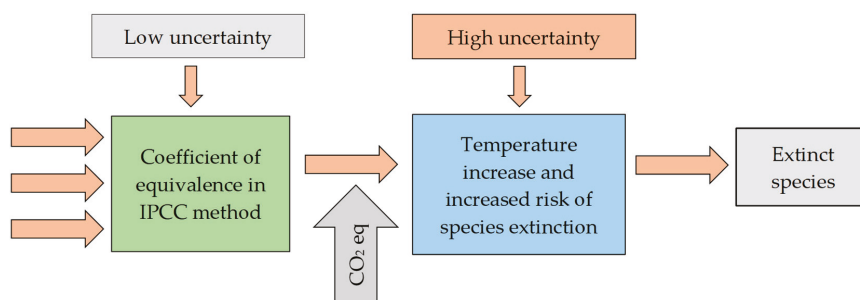 Low uncertainty
High uncertainty
Coefficient of
equivalence in
IPCC method
Temperature
increase and
increased risk of
species extinction
Extinct
species
CO₂ eq